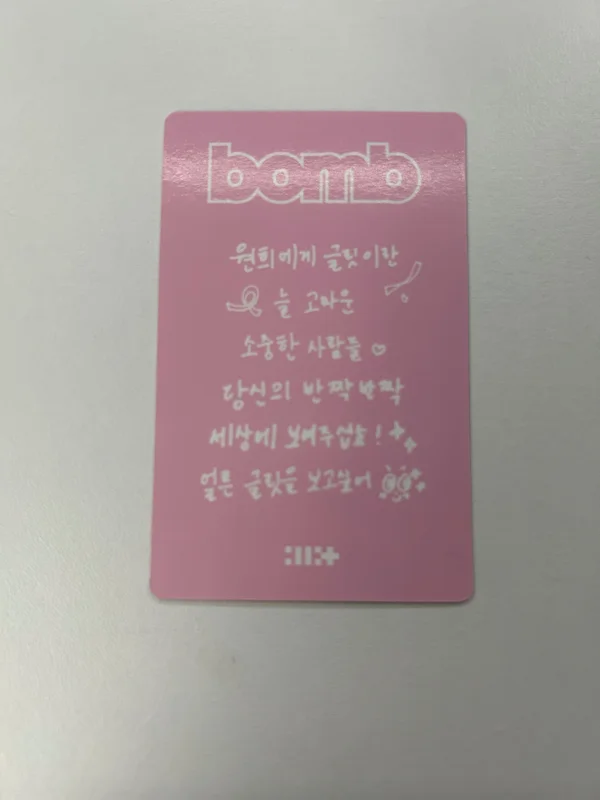 bomb
원희에게 글릿이란
늘 고마운
소중한 사람들
당신의 반짝반짝
세상에 보여주십쇼!
얼른 글릿을 보고싶어